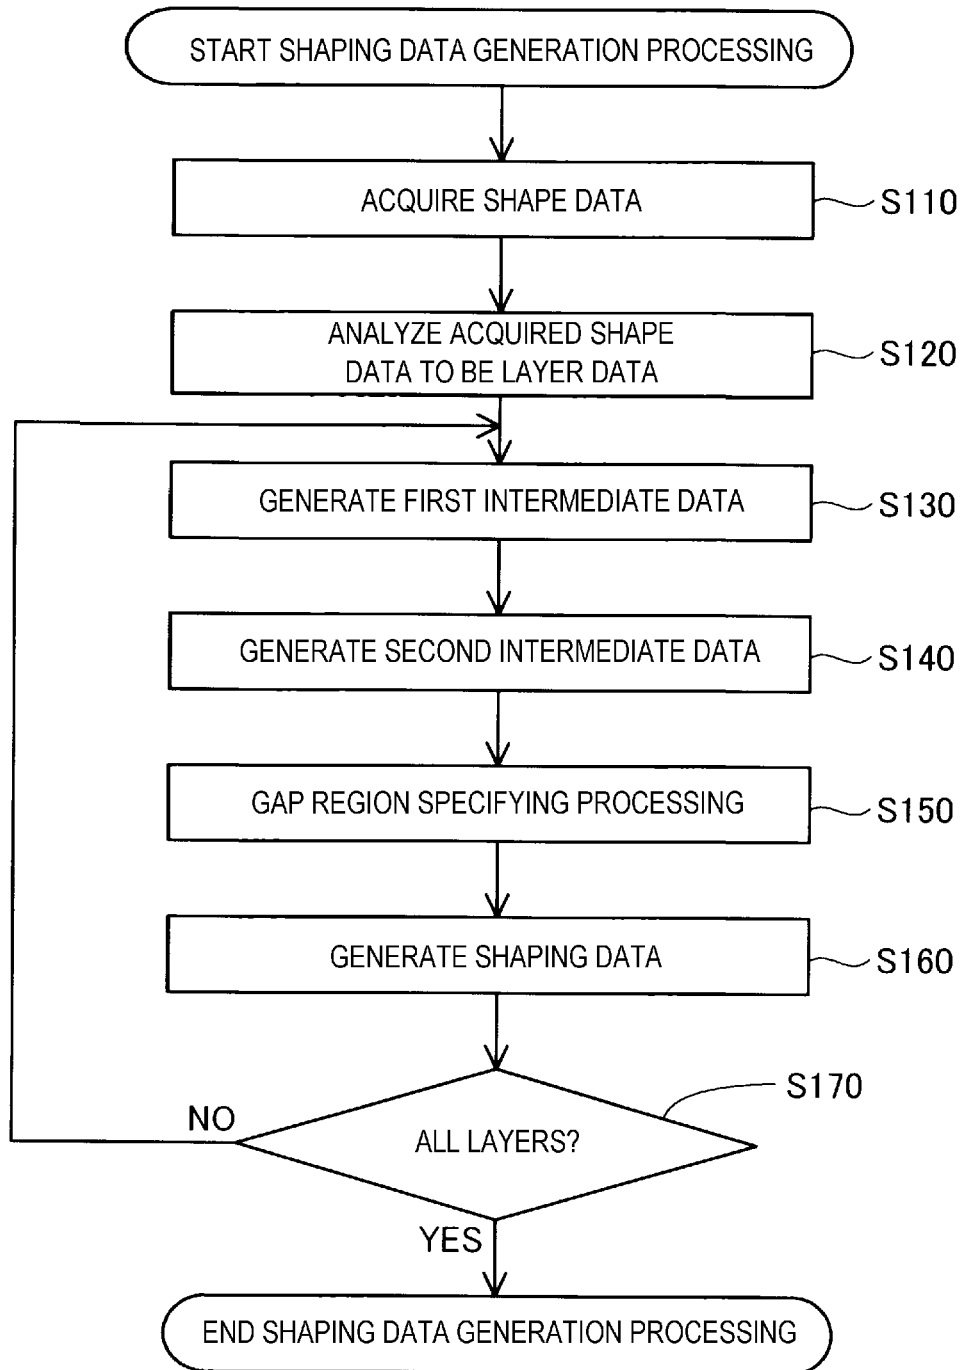 START SHAPING DATA GENERATION PROCESSING
ACQUIRE SHAPE DATA
S110
ANALYZE ACQUIRED SHAPE
DATA TO BE LAYER DATA
S120
GENERATE FIRST INTERMEDIATE DATA
S130
GENERATE SECOND INTERMEDIATE DATA
S140
GAP REGION SPECIFYING PROCESSING
S150
GENERATE SHAPING DATA
S160
S170
NO
ALL LAYERS?
YES
END SHAPING DATA GENERATION PROCESSING